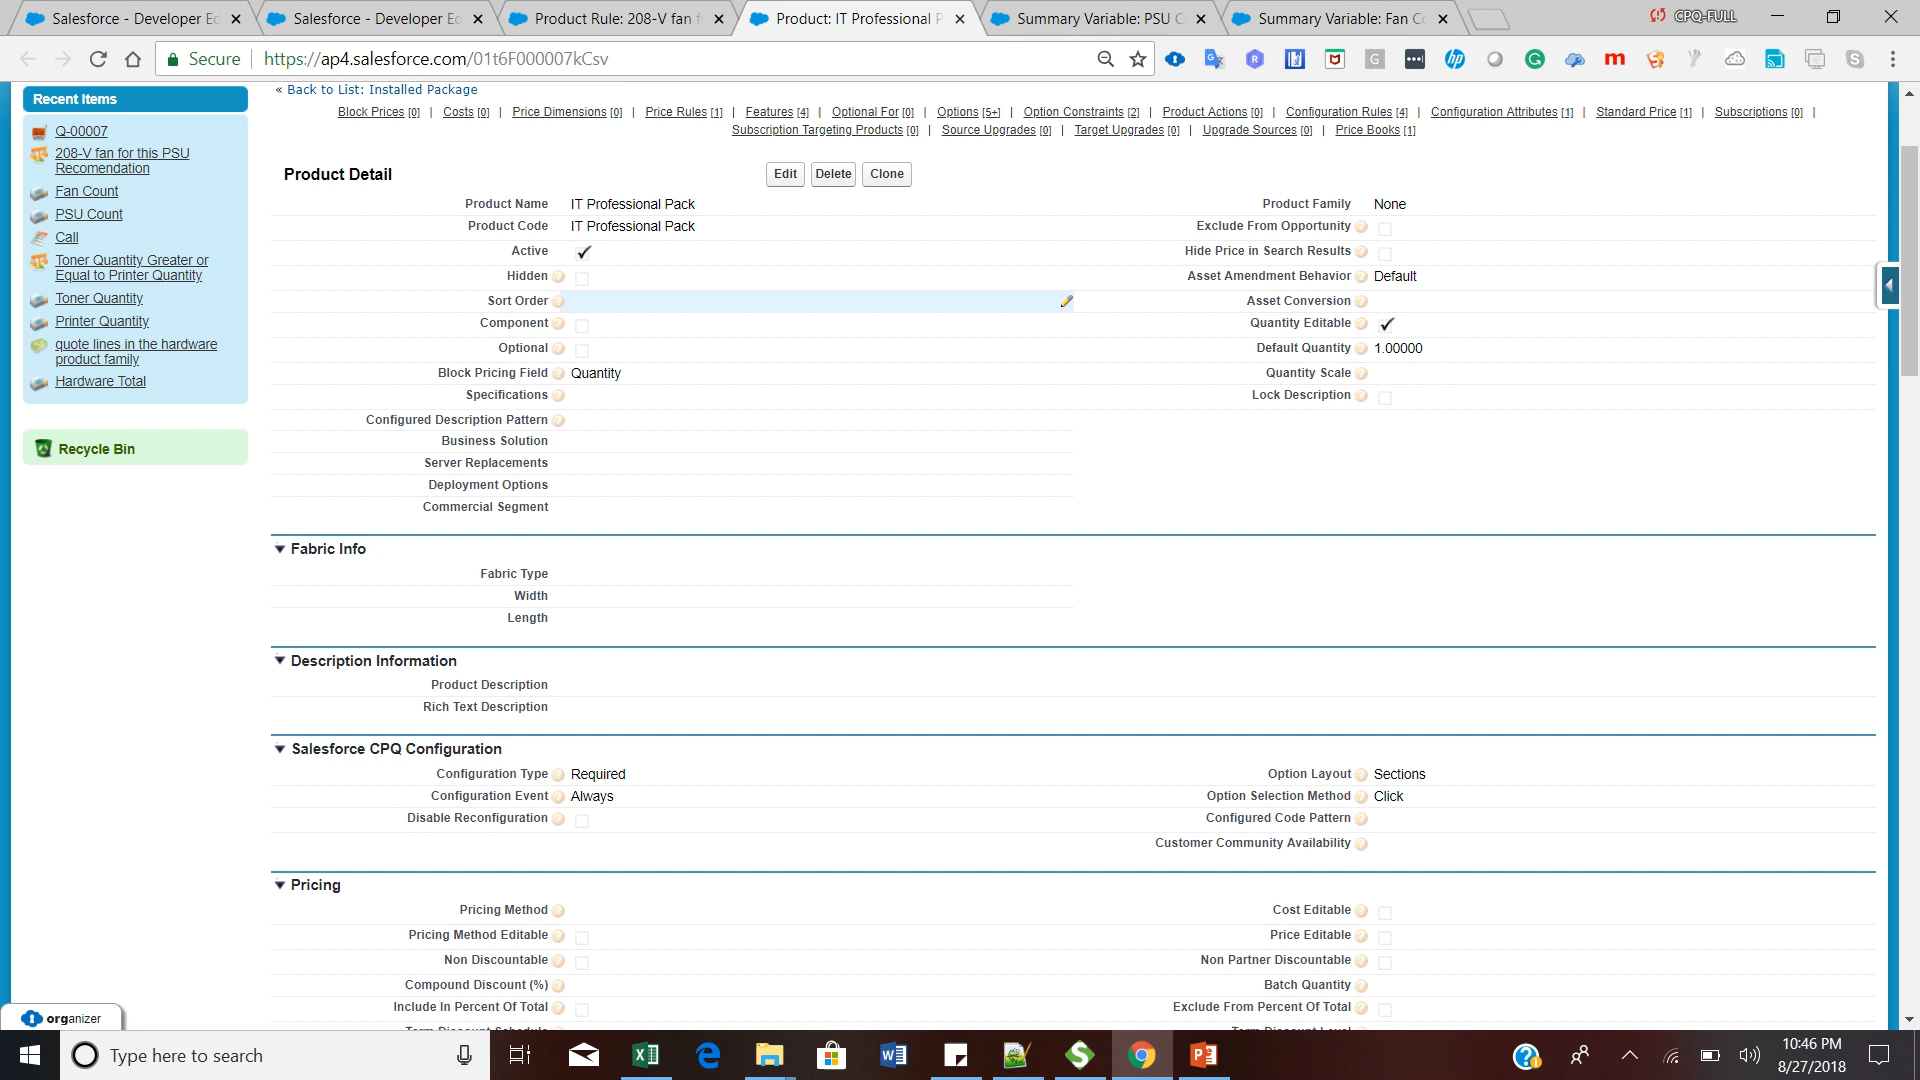 Salesforce - Developer Ec
Salesforce - Developer Ec
Product Rule: 208-V fan f
Product: IT Professional P
Summary Variable: PSU C
Summary Variable: Fan Co
CPQ-FULL
Secure
https://ap4.salesforce.com/01t6F000007kCsv
Recent Items
Q-00007
208-V fan for this PSU
Recomendation
Fan Count
PSU Count
Call
Toner Quantity Greater or
Equal to Printer Quantity
Toner Quantity
Printer Quantity
quote lines in the hardware
product family
Hardware Total
Recycle Bin
« Back to List: Installed Package
Block Prices [0] | Costs [0] | Price Dimensions [0] | Price Rules [1] | Features [4] | Optional For [0] | Options [5+] | Option Constraints [2] | Product Actions [0] | Configuration Rules [4] | Configuration Attributes [1] | Standard Price [1] | Subscriptions [0] |
Subscription Targeting Products [0] | Source Upgrades [0] | Target Upgrades [0] | Upgrade Sources [0] | Price Books [1]
Product Detail Edit Delete Clone
Product Name IT Professional Pack Product Family None
Product Code IT Professional Pack Exclude From Opportunity
Active Hide Price in Search Results
Hidden Asset Amendment Behavior Default
Sort Order Asset Conversion
Component Quantity Editable
Optional Default Quantity 1.00000
Block Pricing Field Quantity Quantity Scale
Specifications Lock Description
Configured Description Pattern
Business Solution
Server Replacements
Deployment Options
Commercial Segment
Fabric Info
Fabric Type
Width
Length
Description Information
Product Description
Rich Text Description
Salesforce CPQ Configuration
Configuration Type Required Option Layout Sections
Configuration Event Always Option Selection Method Click
Disable Reconfiguration Configured Code Pattern
Customer Community Availability
Pricing
Pricing Method Cost Editable
Pricing Method Editable Price Editable
Non Discountable Non Partner Discountable
Compound Discount (%) Batch Quantity
Include In Percent Of Total Exclude From Percent Of Total
Term Discount Schedule Term Discount Level
organizer
Type here to search
10:46 PM
8/27/2018